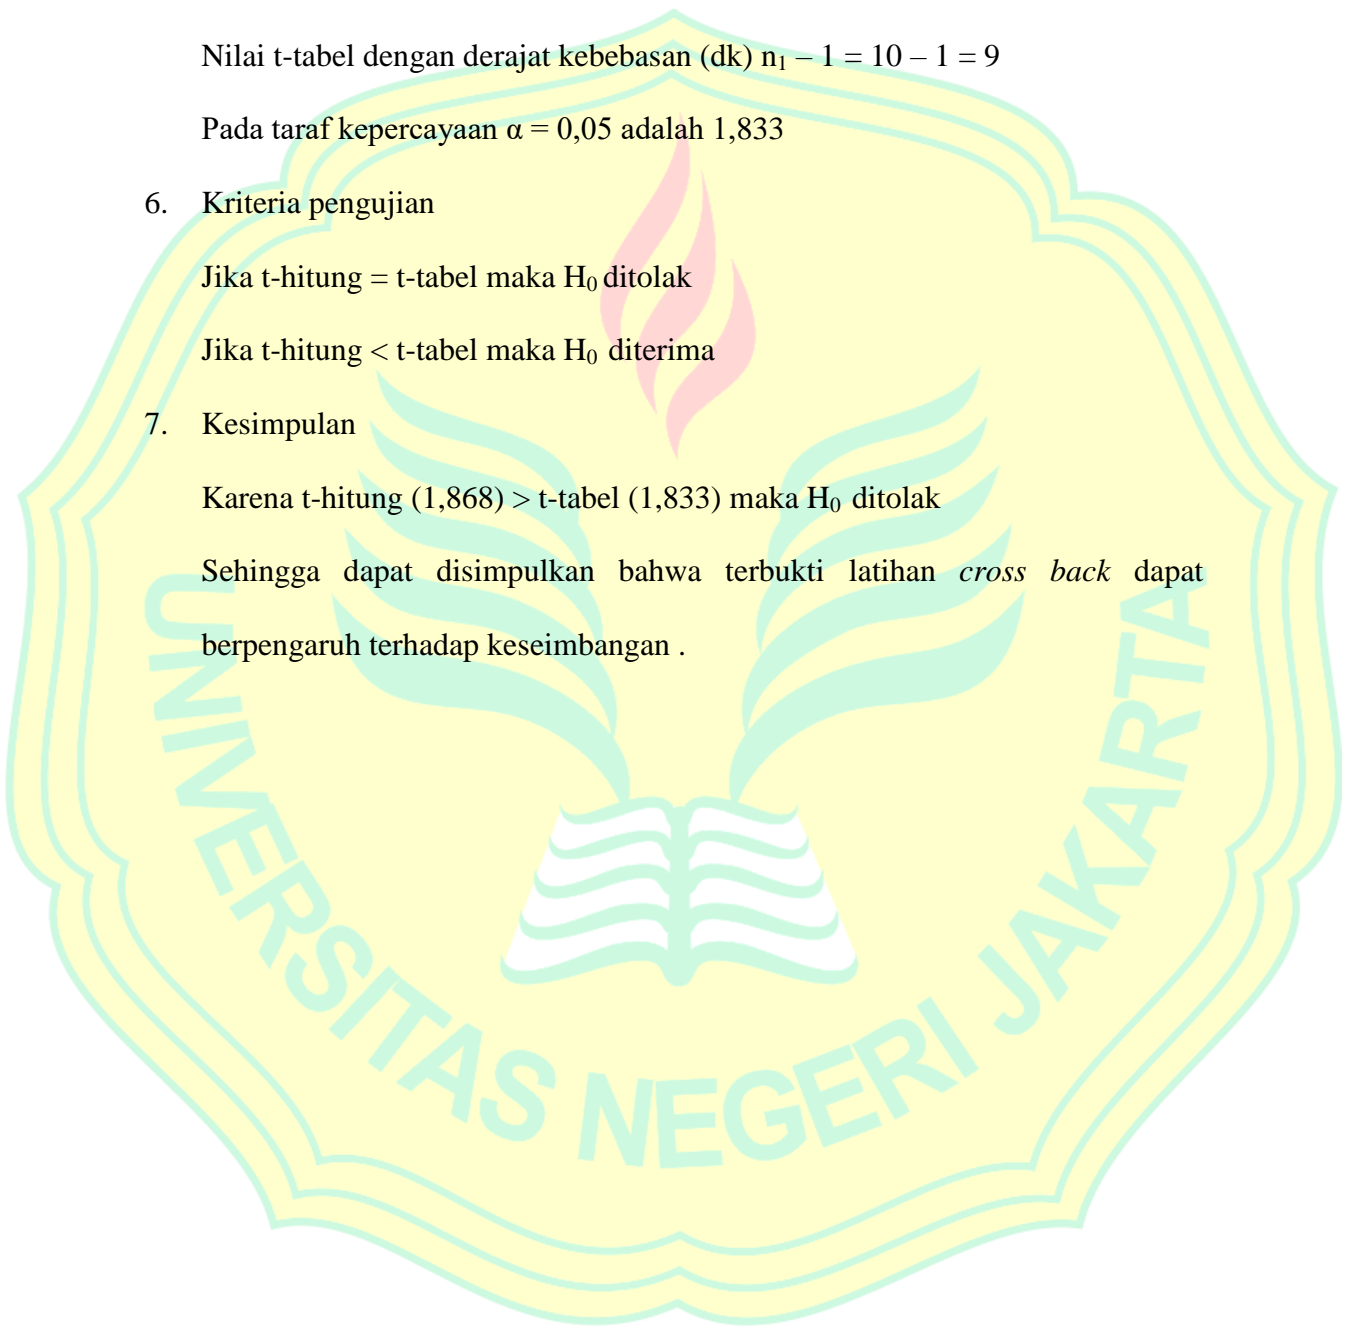 Nilai t-tabel dengan derajat kebebasan (dk) n₁ – 1 = 10 – 1 = 9
Pada taraf kepercayaan α = 0,05 adalah 1,833
6. Kriteria pengujian
Jika t-hitung = t-tabel maka H₀ ditolak
Jika t-hitung < t-tabel maka H₀ diterima
7. Kesimpulan
Karena t-hitung (1,868) > t-tabel (1,833) maka H₀ ditolak
Sehingga dapat disimpulkan bahwa terbukti latihan cross back dapat
berpengaruh terhadap keseimbangan .
UNIVERSITAS NEGERI JAKARTA